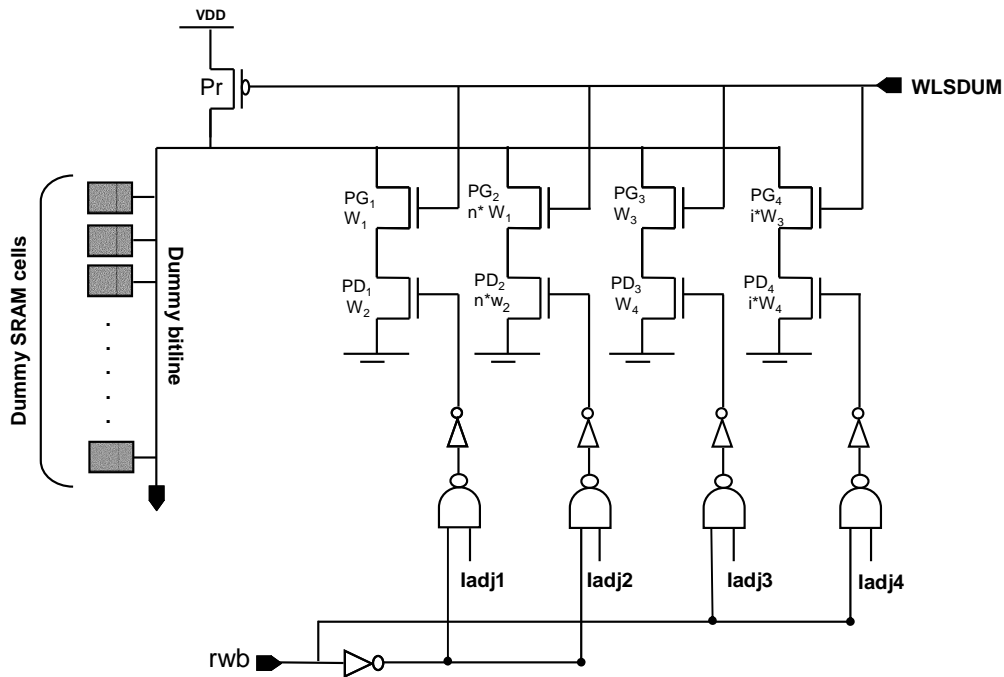 VDD
Pr
WLSDUM
PG₁
W₁
PG₂
n* W₁
PG₃
W₃
PG₄
i*W₃
PD₁
W₂
PD₂
n*w₂
PD₃
W₄
PD₄
i*W₄
Dummy SRAM cells
Dummy bitline
Iadj1
Iadj2
Iadj3
Iadj4
rwb